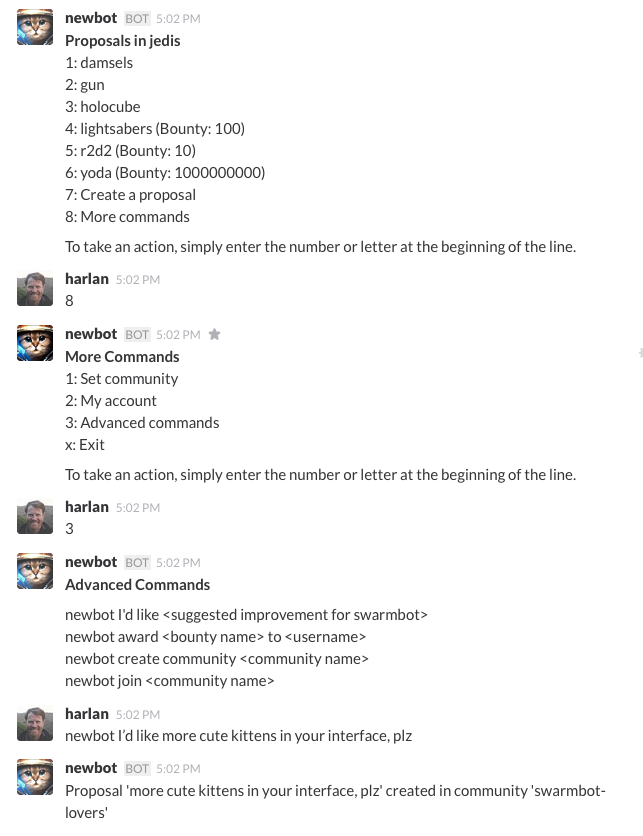 newbot BOT 5:02 PM
Proposals in jedis
1: damsels
2: gun
3: holocube
4: lightsabers (Bounty: 100)
5: r2d2 (Bounty: 10)
6: yoda (Bounty: 1000000000)
7: Create a proposal
8: More commands
To take an action, simply enter the number or letter at the beginning of the line.
harlan 5:02 PM
8
newbot BOT 5:02 PM
More Commands
1: Set community
2: My account
3: Advanced commands
x: Exit
To take an action, simply enter the number or letter at the beginning of the line.
harlan 5:02 PM
3
newbot BOT 5:02 PM
Advanced Commands
newbot I'd like <suggested improvement for swarmbot>
newbot award <bounty name> to <username>
newbot create community <community name>
newbot join <community name>
harlan 5:02 PM
newbot I’d like more cute kittens in your interface, plz
newbot BOT 5:02 PM
Proposal 'more cute kittens in your interface, plz' created in community 'swarmbot-
lovers'